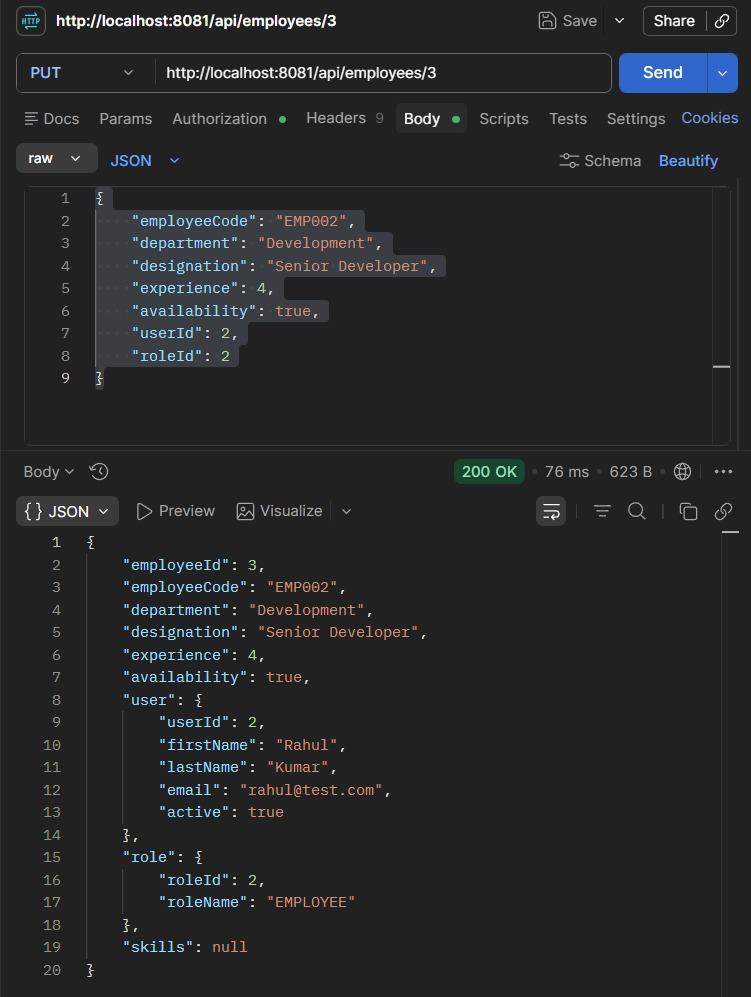 HTTP http://localhost:8081/api/employees/3 Save Share
PUT http://localhost:8081/api/employees/3 Send
Docs Params Authorization Headers 9 Body Scripts Tests Settings Cookies
raw JSON Schema Beautify
1 {
2 "employeeCode": "EMP002",
3 "department": "Development",
4 "designation": "Senior Developer",
5 "experience": 4,
6 "availability": true,
7 "userId": 2,
8 "roleId": 2
9 }
Body 200 OK • 76 ms • 623 B •
{} JSON Preview Visualize
1 {
2 "employeeId": 3,
3 "employeeCode": "EMP002",
4 "department": "Development",
5 "designation": "Senior Developer",
6 "experience": 4,
7 "availability": true,
8 "user": {
9 "userId": 2,
10 "firstName": "Rahul",
11 "lastName": "Kumar",
12 "email": "rahul@test.com",
13 "active": true
14 },
15 "role": {
16 "roleId": 2,
17 "roleName": "EMPLOYEE"
18 },
19 "skills": null
20 }